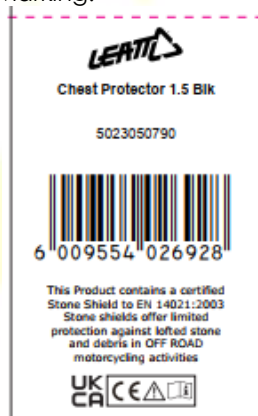 LEATT
Chest Protector 1.5 Blk
5023050790
6 009554 026928
This Product contains a certified
Stone Shield to EN 14021:2003
Stone shields offer limited
protection against lofted stone
and debris in OFF ROAD
motorcycling activities
UK CE
CA